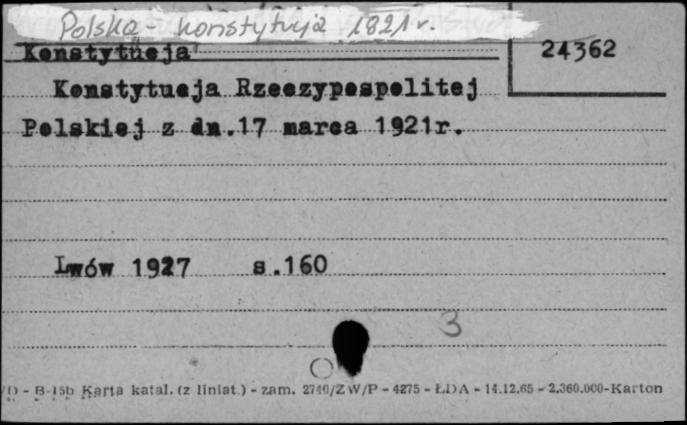 Polska - konstytucja 1821 r.
Konstytucja
24362
Konstytucja Rzeczypospolitej
Polskiej z dn.17 marca 1921r.
Lwów 1927 s.160
3
/D - B-15b Karta katal. (z liniat.) - zam. 2740/ZW/P - 4275 - ŁDA - 14.12.65 - 2.360.000-Karton